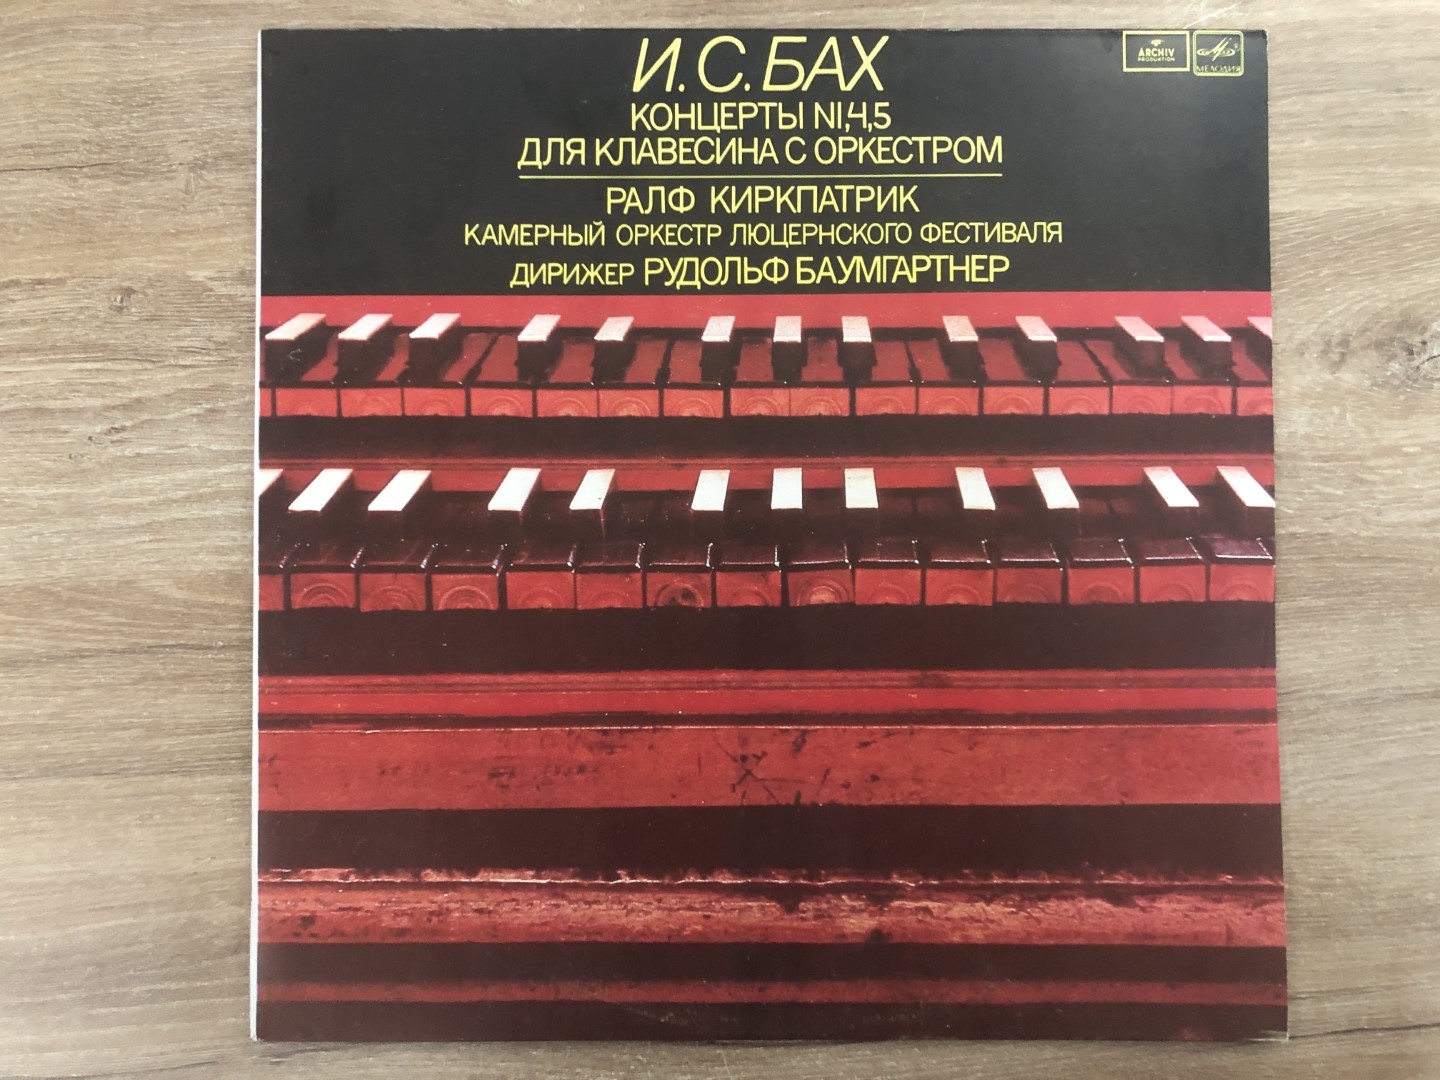 И. С. БАХ
КОНЦЕРТЫ N1,4,5
ДЛЯ КЛАВЕСИНА С ОРКЕСТРОМ
РАЛФ КИРКПАТРИК
КАМЕРНЫЙ ОРКЕСТР ЛЮЦЕРНСКОГО ФЕСТИВАЛЯ
ДИРИЖЕР РУДОЛЬФ БАУМГАРТНЕР
ARCHIV
PRODUKTION
МЕЛОДИЯ